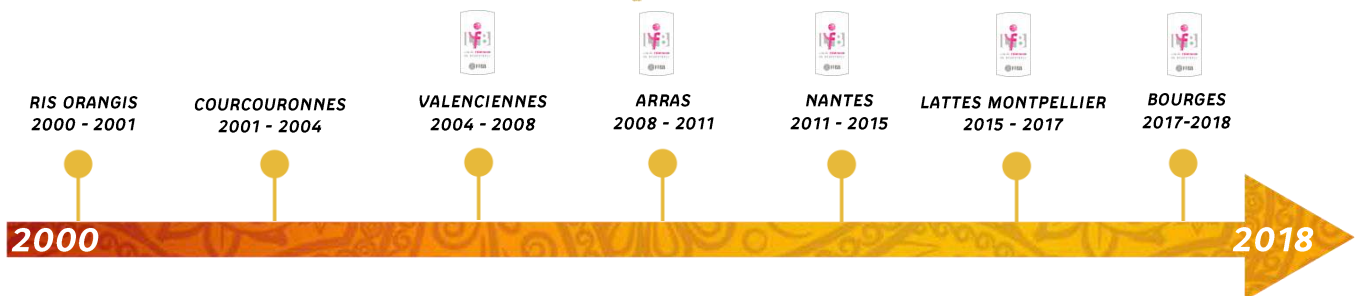 RIS ORANGIS
2000 - 2001
COURCOURONNES
2001 - 2004
VALENCIENNES
2004 - 2008
ARRAS
2008 - 2011
NANTES
2011 - 2015
LATTES MONTPELLIER
2015 - 2017
BOURGES
2017-2018
2000
2018